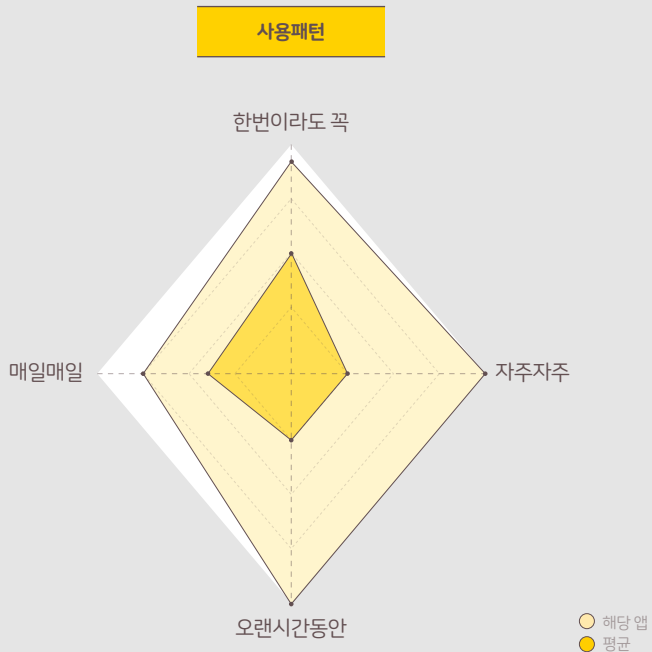 사용패턴
한번이라도 꼭
매일매일
자주자주
오랜시간동안
해당 앱
평균